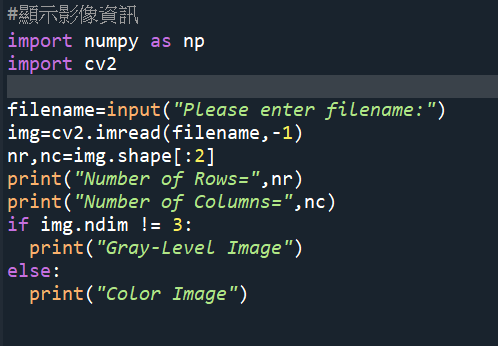 #顯示影像資訊
import numpy as np
import cv2
filename=input("Please enter filename:")
img=cv2.imread(filename,-1)
nr,nc=img.shape[:2]
print("Number of Rows=",nr)
print("Number of Columns=",nc)
if img.ndim != 3:
  print("Gray-Level Image")
else:
  print("Color Image")